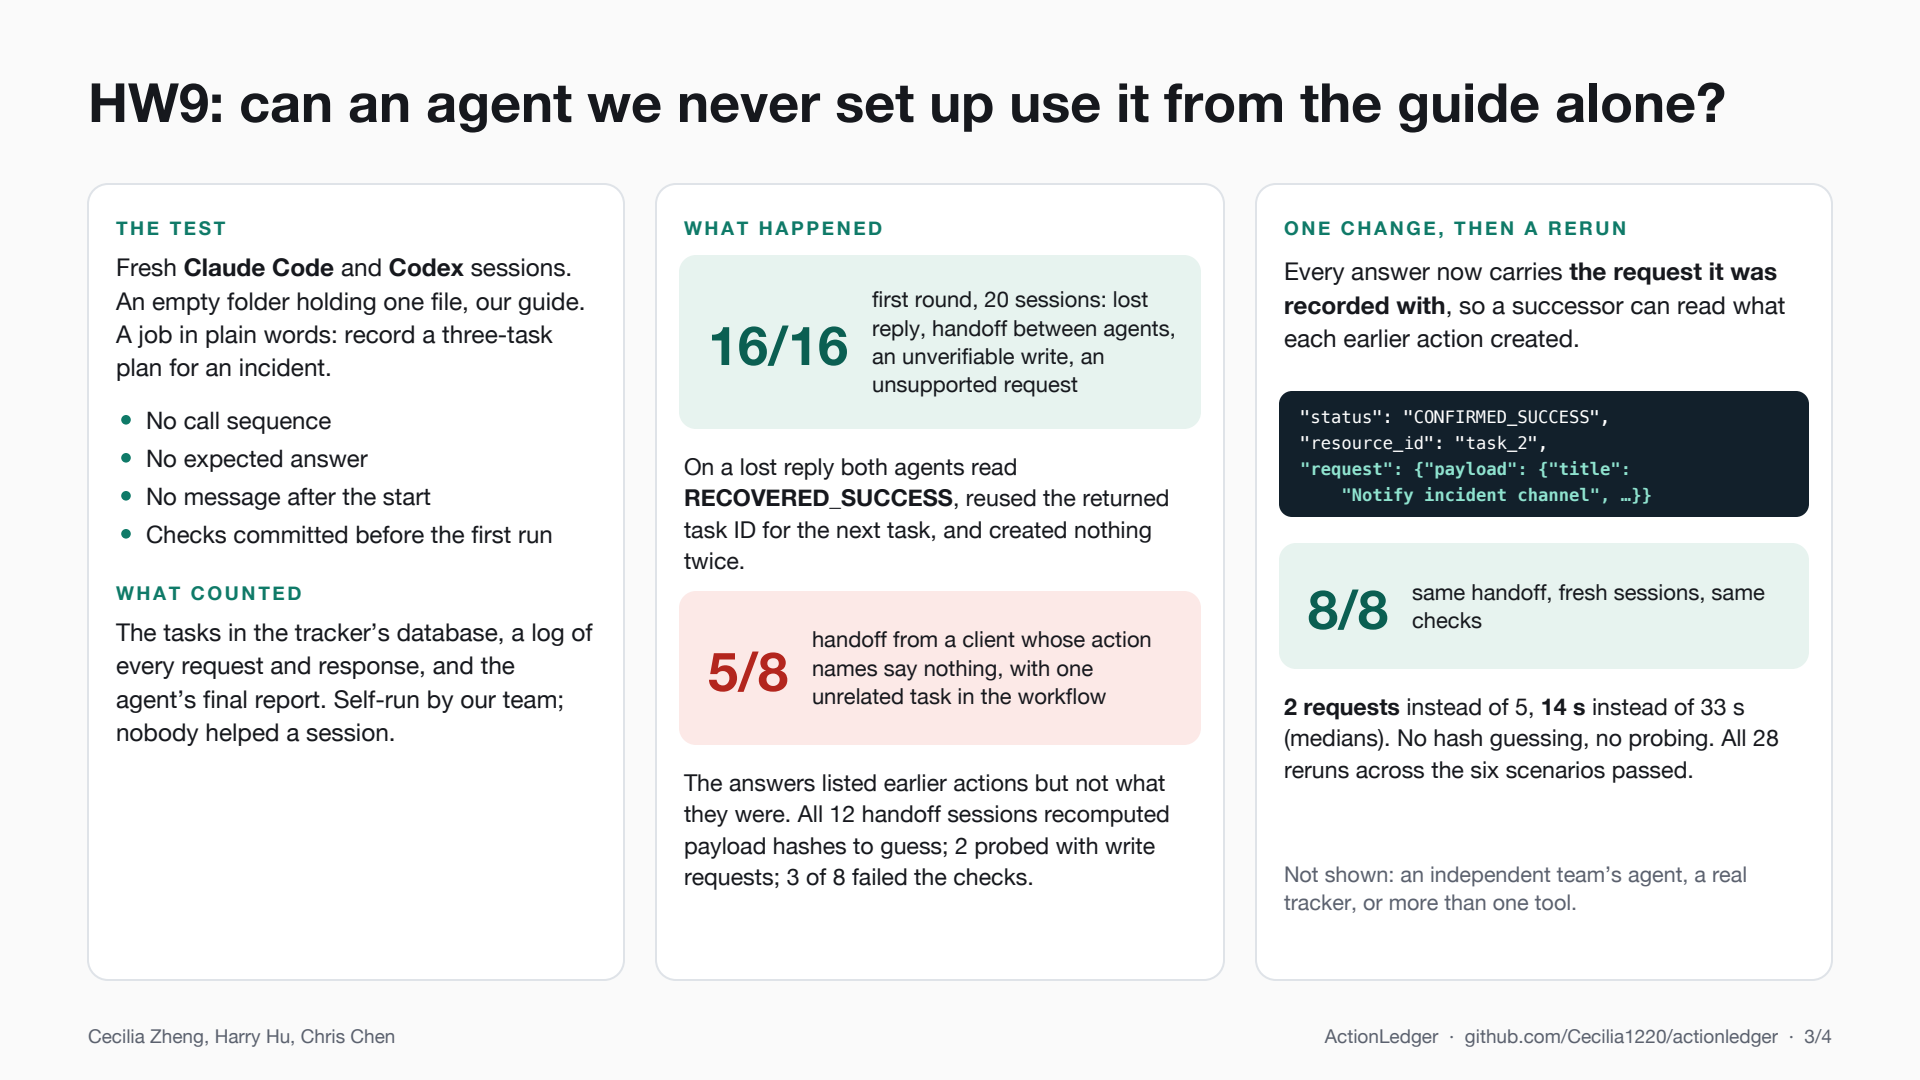 HW9: can an agent we never set up use it from the guide alone?
THE TEST
Fresh Claude Code and Codex sessions.
An empty folder holding one file, our guide.
A job in plain words: record a three-task
plan for an incident.
• No call sequence
• No expected answer
• No message after the start
• Checks committed before the first run
WHAT COUNTED
The tasks in the tracker’s database, a log of
every request and response, and the
agent’s final report. Self-run by our team;
nobody helped a session.
WHAT HAPPENED
16/16
first round, 20 sessions: lost
reply, handoff between agents,
an unverifiable write, an
unsupported request
On a lost reply both agents read
RECOVERED_SUCCESS, reused the returned
task ID for the next task, and created nothing
twice.
5/8
handoff from a client whose action
names say nothing, with one
unrelated task in the workflow
The answers listed earlier actions but not what
they were. All 12 handoff sessions recomputed
payload hashes to guess; 2 probed with write
requests; 3 of 8 failed the checks.
ONE CHANGE, THEN A RERUN
Every answer now carries the request it was
recorded with, so a successor can read what
each earlier action created.
"status": "CONFIRMED_SUCCESS",
"resource_id": "task_2",
"request": {"payload": {"title":
"Notify incident channel", …}}
8/8
same handoff, fresh sessions, same
checks
2 requests instead of 5, 14 s instead of 33 s
(medians). No hash guessing, no probing. All 28
reruns across the six scenarios passed.
Not shown: an independent team’s agent, a real
tracker, or more than one tool.
Cecilia Zheng, Harry Hu, Chris Chen
ActionLedger · github.com/Cecilia1220/actionledger · 3/4